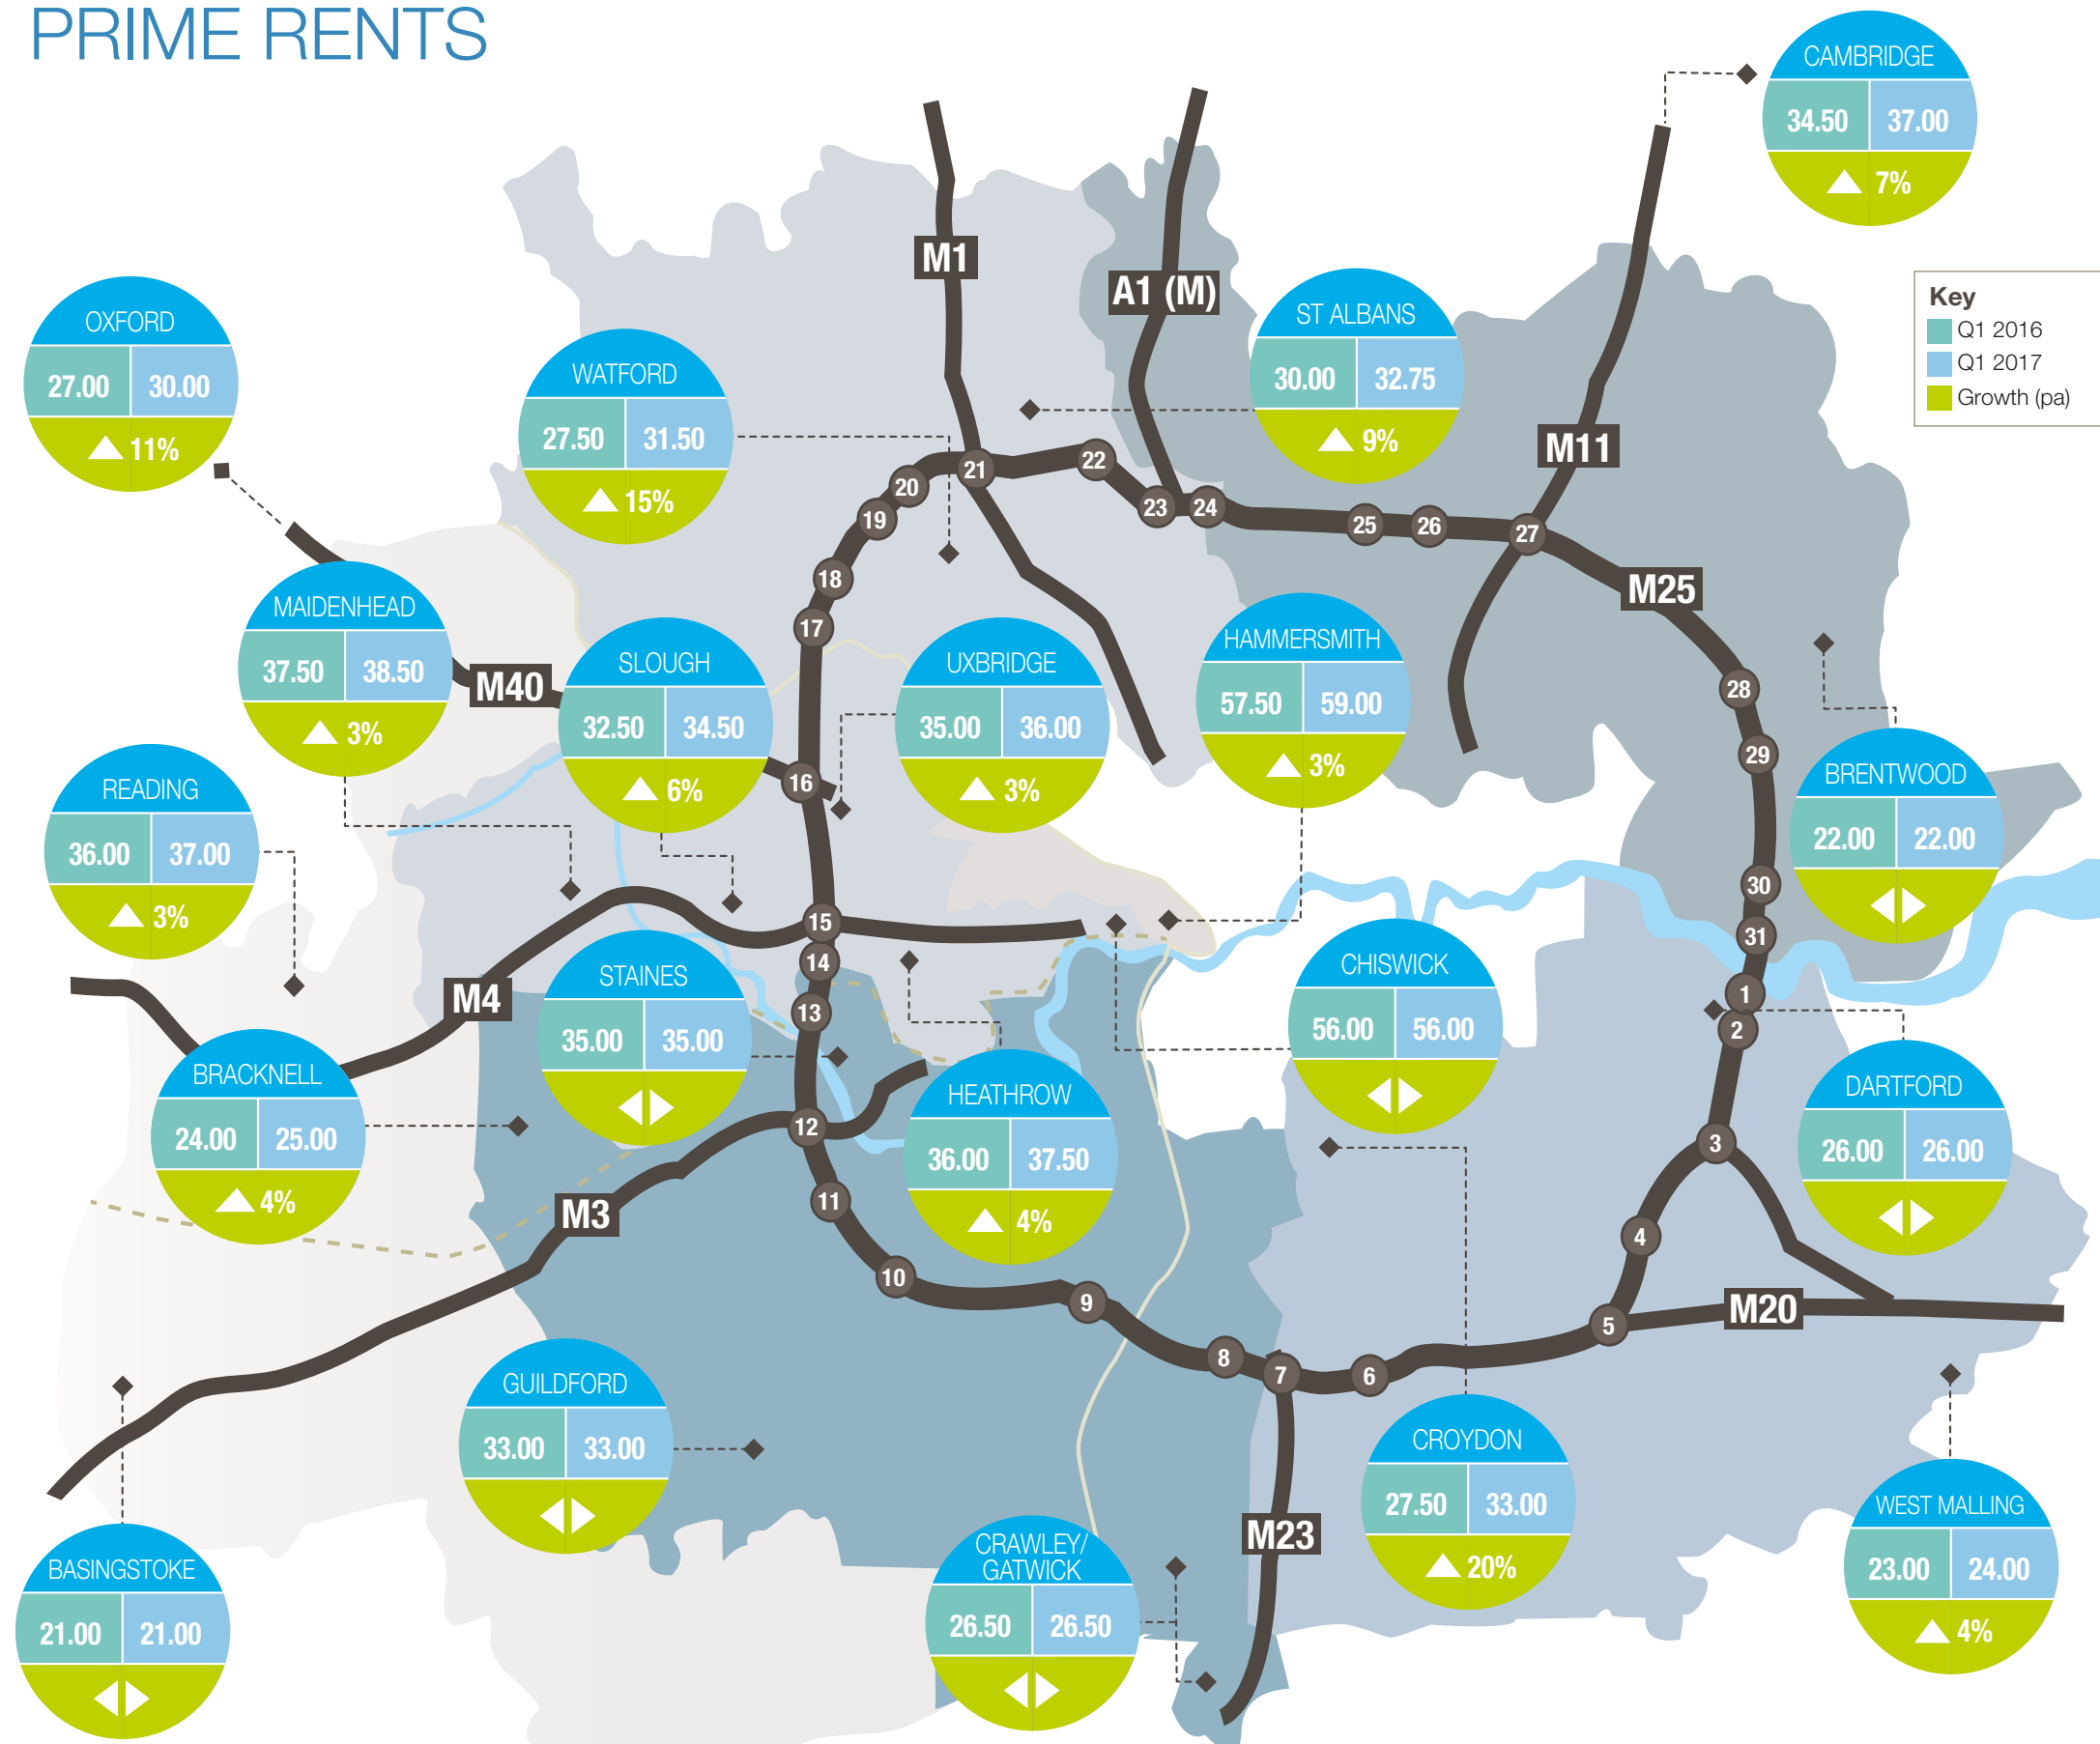 PRIME RENTS
CAMBRIDGE
34.50 37.00
7%
Key
Q1 2016
Q1 2017
Growth (pa)
M1
A1 (M)
OXFORD
27.00 30.00
11%
WATFORD
27.50 31.50
15%
ST ALBANS
30.00 32.75
9%
M11
21
22
20
19
23
24
25
26
27
18
17
M25
MAIDENHEAD
37.50 38.50
3%
M40
SLOUGH
32.50 34.50
6%
UXBRIDGE
35.00 36.00
3%
HAMMERSMITH
57.50 59.00
3%
28
29
16
READING
36.00 37.00
3%
BRENTWOOD
22.00 22.00
30
31
15
14
13
M4
STAINES
35.00 35.00
CHISWICK
56.00 56.00
1
2
BRACKNELL
24.00 25.00
4%
HEATHROW
36.00 37.50
4%
DARTFORD
26.00 26.00
12
3
11
M3
4
10
9
M20
5
8
7
6
GUILDFORD
33.00 33.00
CROYDON
27.50 33.00
20%
M23
WEST MALLING
23.00 24.00
4%
BASINGSTOKE
21.00 21.00
CRAWLEY/
GATWICK
26.50 26.50